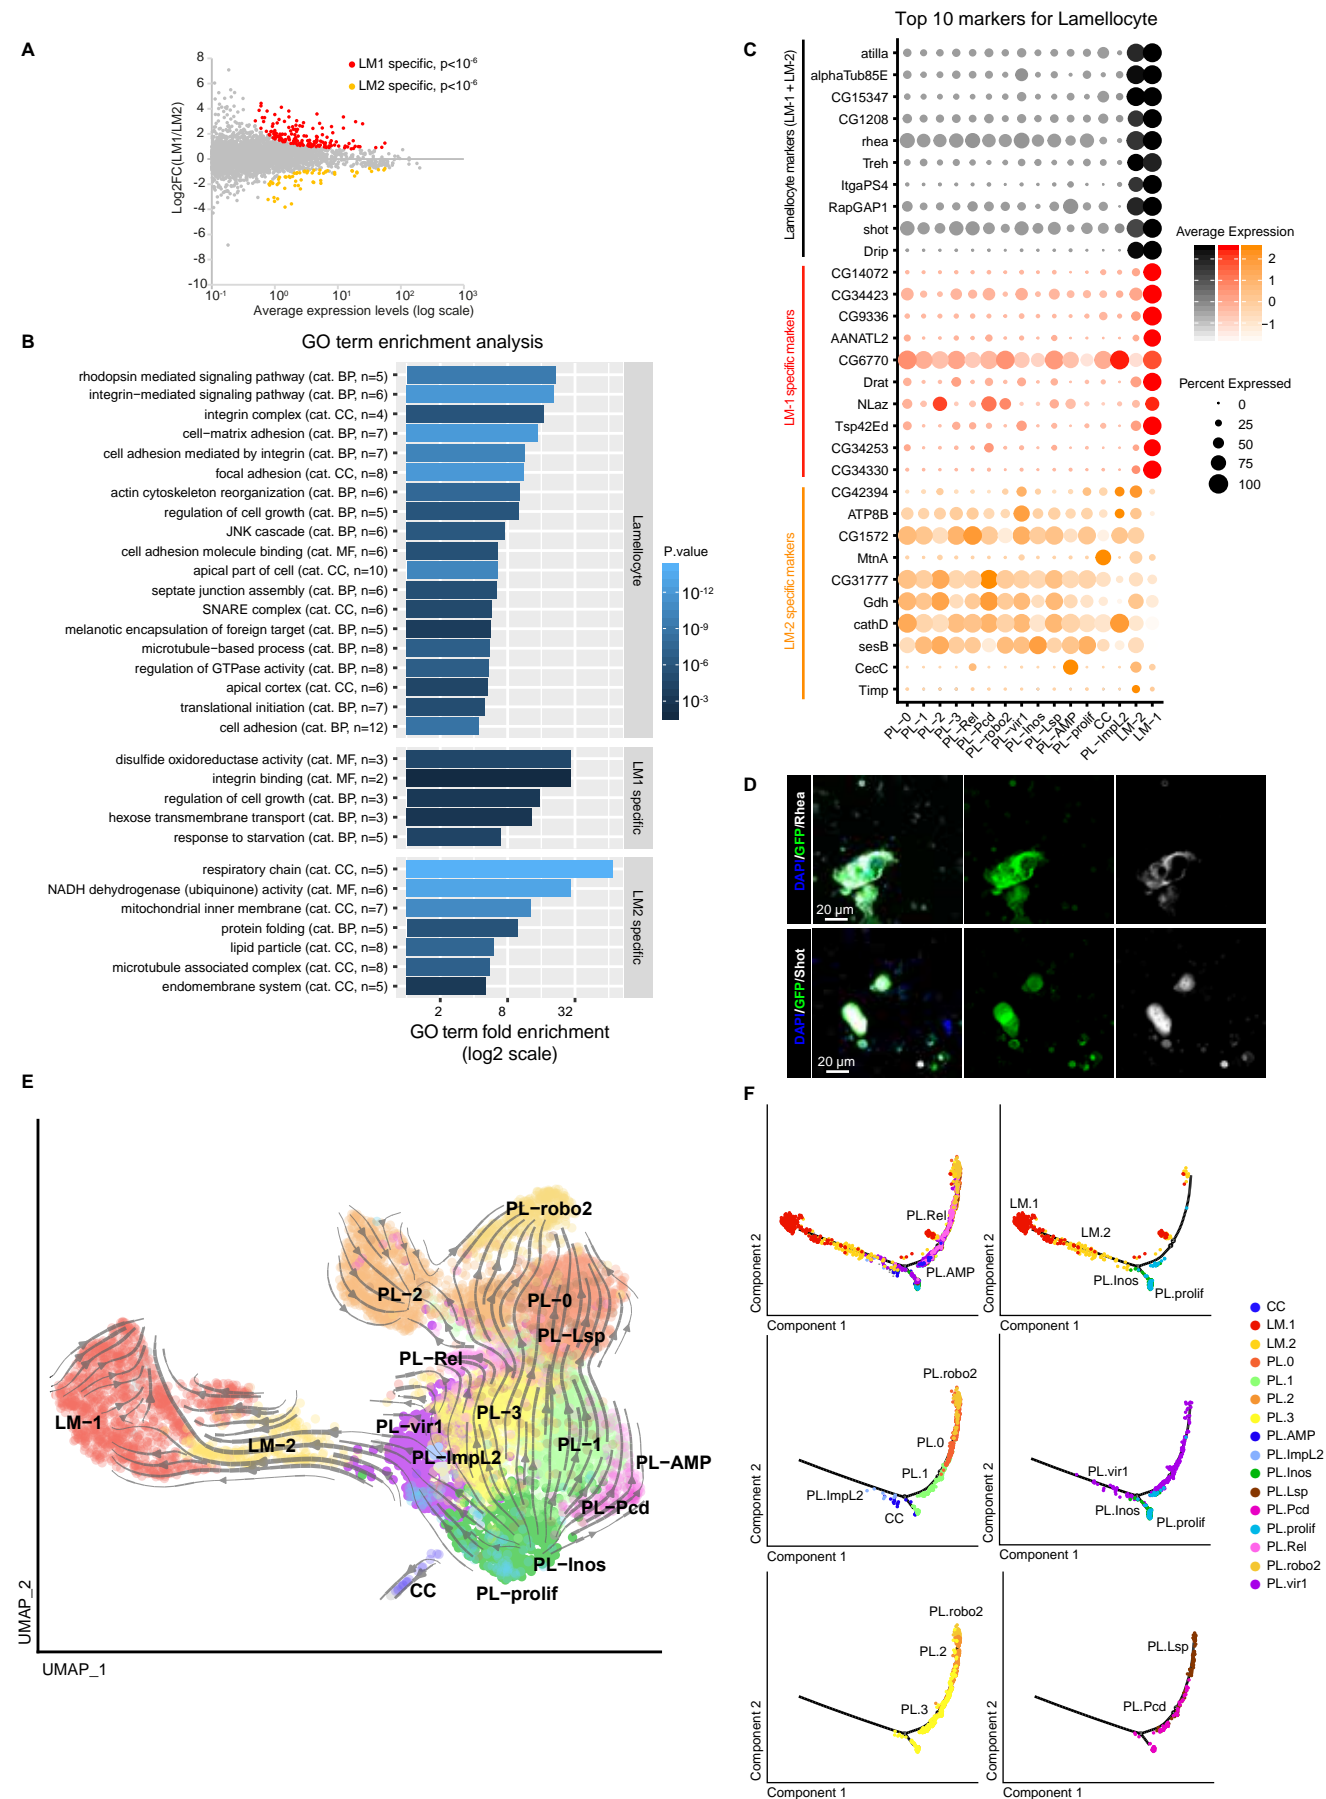 A
8
6
4
2
0
-2
-4
-6
-8
-10
Log2FC(LM1/LM2)
LM1 specific, p<10-6
LM2 specific, p<10-6
10-1
100
101
102
103
Average expression levels (log scale)
B
GO term enrichment analysis
rhodopsin mediated signaling pathway (cat. BP, n=5)
integrin-mediated signaling pathway (cat. BP, n=6)
integrin complex (cat. CC, n=4)
cell−matrix adhesion (cat. BP, n=7)
cell adhesion mediated by integrin (cat. BP, n=7)
focal adhesion (cat. CC, n=8)
actin cytoskeleton reorganization (cat. BP, n=6)
regulation of cell growth (cat. BP, n=5)
JNK cascade (cat. BP, n=6)
cell adhesion molecule binding (cat. MF, n=6)
apical part of cell (cat. CC, n=10)
septate junction assembly (cat. BP, n=6)
SNARE complex (cat. CC, n=6)
melanotic encapsulation of foreign target (cat. BP, n=5)
microtubule−based process (cat. BP, n=8)
regulation of GTPase activity (cat. BP, n=8)
apical cortex (cat. CC, n=6)
translational initiation (cat. BP, n=7)
cell adhesion (cat. BP, n=12)
Lamellocyte
disulfide oxidoreductase activity (cat. MF, n=3)
integrin binding (cat. MF, n=2)
regulation of cell growth (cat. BP, n=3)
hexose transmembrane transport (cat. BP, n=3)
response to starvation (cat. BP, n=5)
LM1 specific
respiratory chain (cat. CC, n=5)
NADH dehydrogenase (ubiquinone) activity (cat. MF, n=6)
mitochondrial inner membrane (cat. CC, n=7)
protein folding (cat. BP, n=5)
lipid particle (cat. CC, n=8)
microtubule associated complex (cat. CC, n=8)
endomembrane system (cat. CC, n=5)
LM2 specific
2
8
32
GO term fold enrichment
(log2 scale)
P.value
10-12
10-9
10-6
10-3
C
Top 10 markers for Lamellocyte
Lamellocyte markers (LM-1 + LM-2)
atilla
alphaTub85E
CG15347
CG1208
rhea
Treh
ItgaPS4
RapGAP1
shot
Drip
LM-1 specific markers
CG14072
CG34423
CG9336
AANATL2
CG6770
Drat
NLaz
Tsp42Ed
CG34253
CG34330
LM-2 specific markers
CG42394
ATP8B
CG1572
MtnA
CG31777
Gdh
cathD
sesB
CecC
Timp
PL-0
PL-1
PL-2
PL-3
PL-Rel
PL-Pcd
PL-robo2
PL-vir1
PL-Inos
PL-Lsp
PL-AMP
PL-prolif
CC
PL-ImpL2
LM-2
LM-1
Average Expression
2
1
0
−1
Percent Expressed
0
25
50
75
100
D
DAPI/GFP/Rhea
20 µm
DAPI/GFP/Shot
20 µm
E
PL−robo2
PL−2
PL−0
PL−Lsp
PL−Rel
PL−3
LM−1
LM−2
PL−vir1
PL−ImpL2
PL−1
PL−AMP
PL−Pcd
PL−Inos
CC
PL−prolif
UMAP_2
UMAP_1
F
PL.Rel
PL.AMP
Component 2
Component 1
LM.1
LM.2
PL.Inos
PL.prolif
Component 2
Component 1
PL.robo2
PL.0
PL.1
PL.ImpL2
CC
Component 2
Component 1
PL.vir1
PL.Inos
PL.prolif
Component 2
Component 1
PL.robo2
PL.2
PL.3
Component 2
Component 1
PL.Lsp
PL.Pcd
Component 2
Component 1
CC
LM.1
LM.2
PL.0
PL.1
PL.2
PL.3
PL.AMP
PL.ImpL2
PL.Inos
PL.Lsp
PL.Pcd
PL.prolif
PL.Rel
PL.robo2
PL.vir1